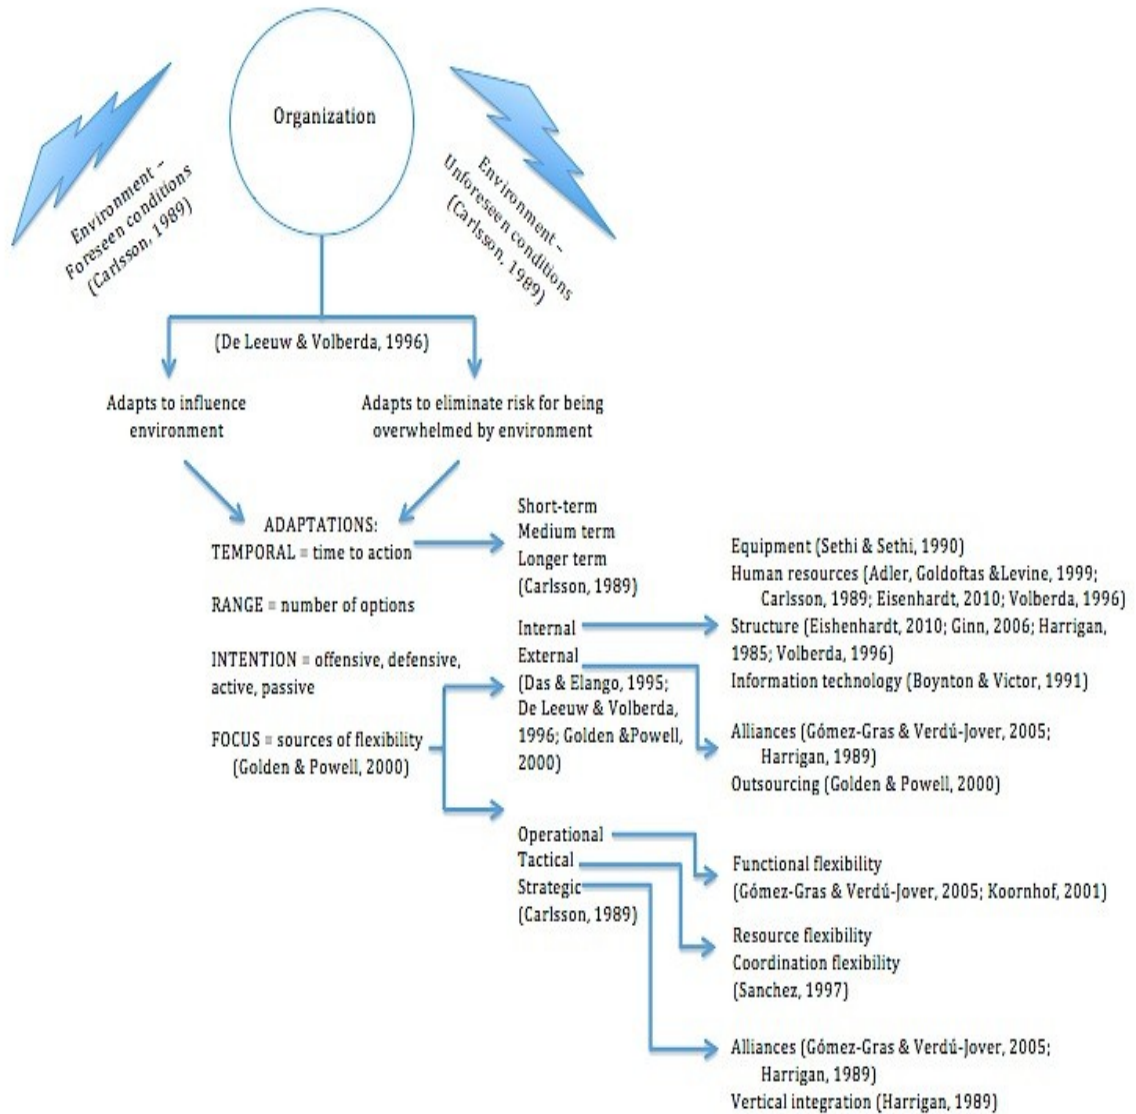 Organization
Environment –
Foreseen conditions
(Carlsson, 1989)
Environment –
Unforeseen conditions
(Carlsson, 1989)
(De Leeuw & Volberda, 1996)
Adapts to influence
environment
Adapts to eliminate risk for being
overwhelmed by environment
ADAPTATIONS:
TEMPORAL = time to action
RANGE = number of options
INTENTION = offensive, defensive,
active, passive
FOCUS = sources of flexibility
(Golden & Powell, 2000)
Short-term
Medium term
Longer term
(Carlsson, 1989)
Internal
External
(Das & Elango, 1995;
De Leeuw & Volberda,
1996; Golden &Powell,
2000)
Operational
Tactical
Strategic
(Carlsson, 1989)
Equipment (Sethi & Sethi, 1990)
Human resources (Adler, Goldoftas &Levine, 1999;
Carlsson, 1989; Eisenhardt, 2010; Volberda, 1996)
Structure (Eishenhardt, 2010; Ginn, 2006; Harrigan,
1985; Volberda, 1996)
Information technology (Boynton & Victor, 1991)
Alliances (Gómez-Gras & Verdú-Jover, 2005;
Harrigan, 1989)
Outsourcing (Golden & Powell, 2000)
Functional flexibility
(Gómez-Gras & Verdú-Jover, 2005; Koornhof, 2001)
Resource flexibility
Coordination flexibility
(Sanchez, 1997)
Alliances (Gómez-Gras & Verdú-Jover, 2005;
Harrigan, 1989)
Vertical integration (Harrigan, 1989)